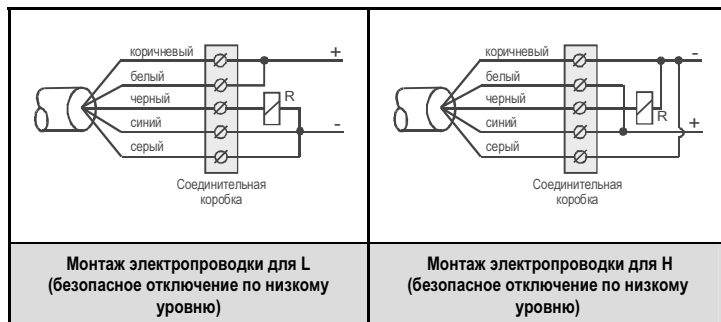 коричневый
белый
черный
синий
серый
+
R
-
Соединительная
коробка
коричневый
белый
черный
синий
серый
-
R
+
Соединительная
коробка
Монтаж электропроводки для L
(безопасное отключение по низкому
уровню)
Монтаж электропроводки для H
(безопасное отключение по низкому
уровню)